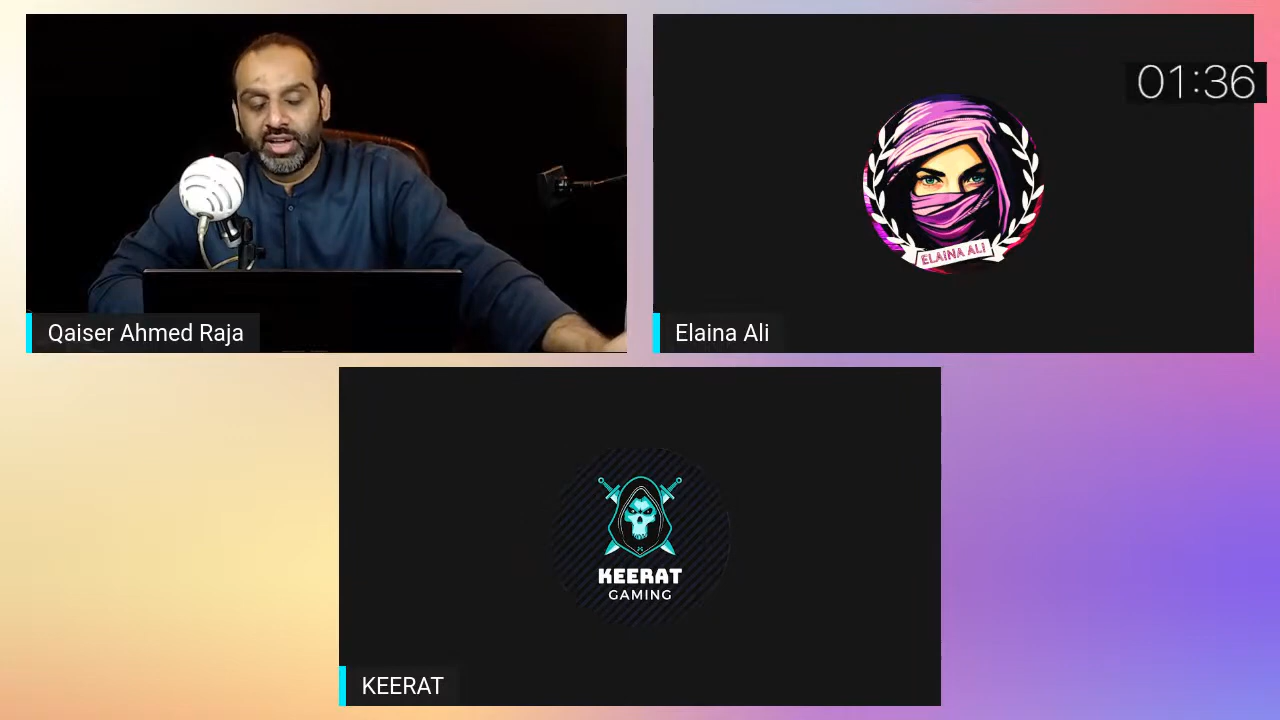 01:36
ELAINA ALI
Qaiser Ahmed Raja
Elaina Ali
KEERAT
GAMING
KEERAT